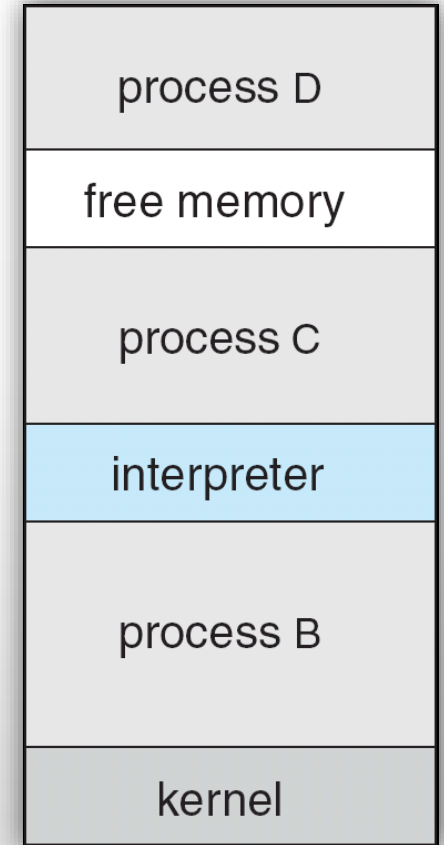 process D
free memory
process C
interpreter
process B
kernel